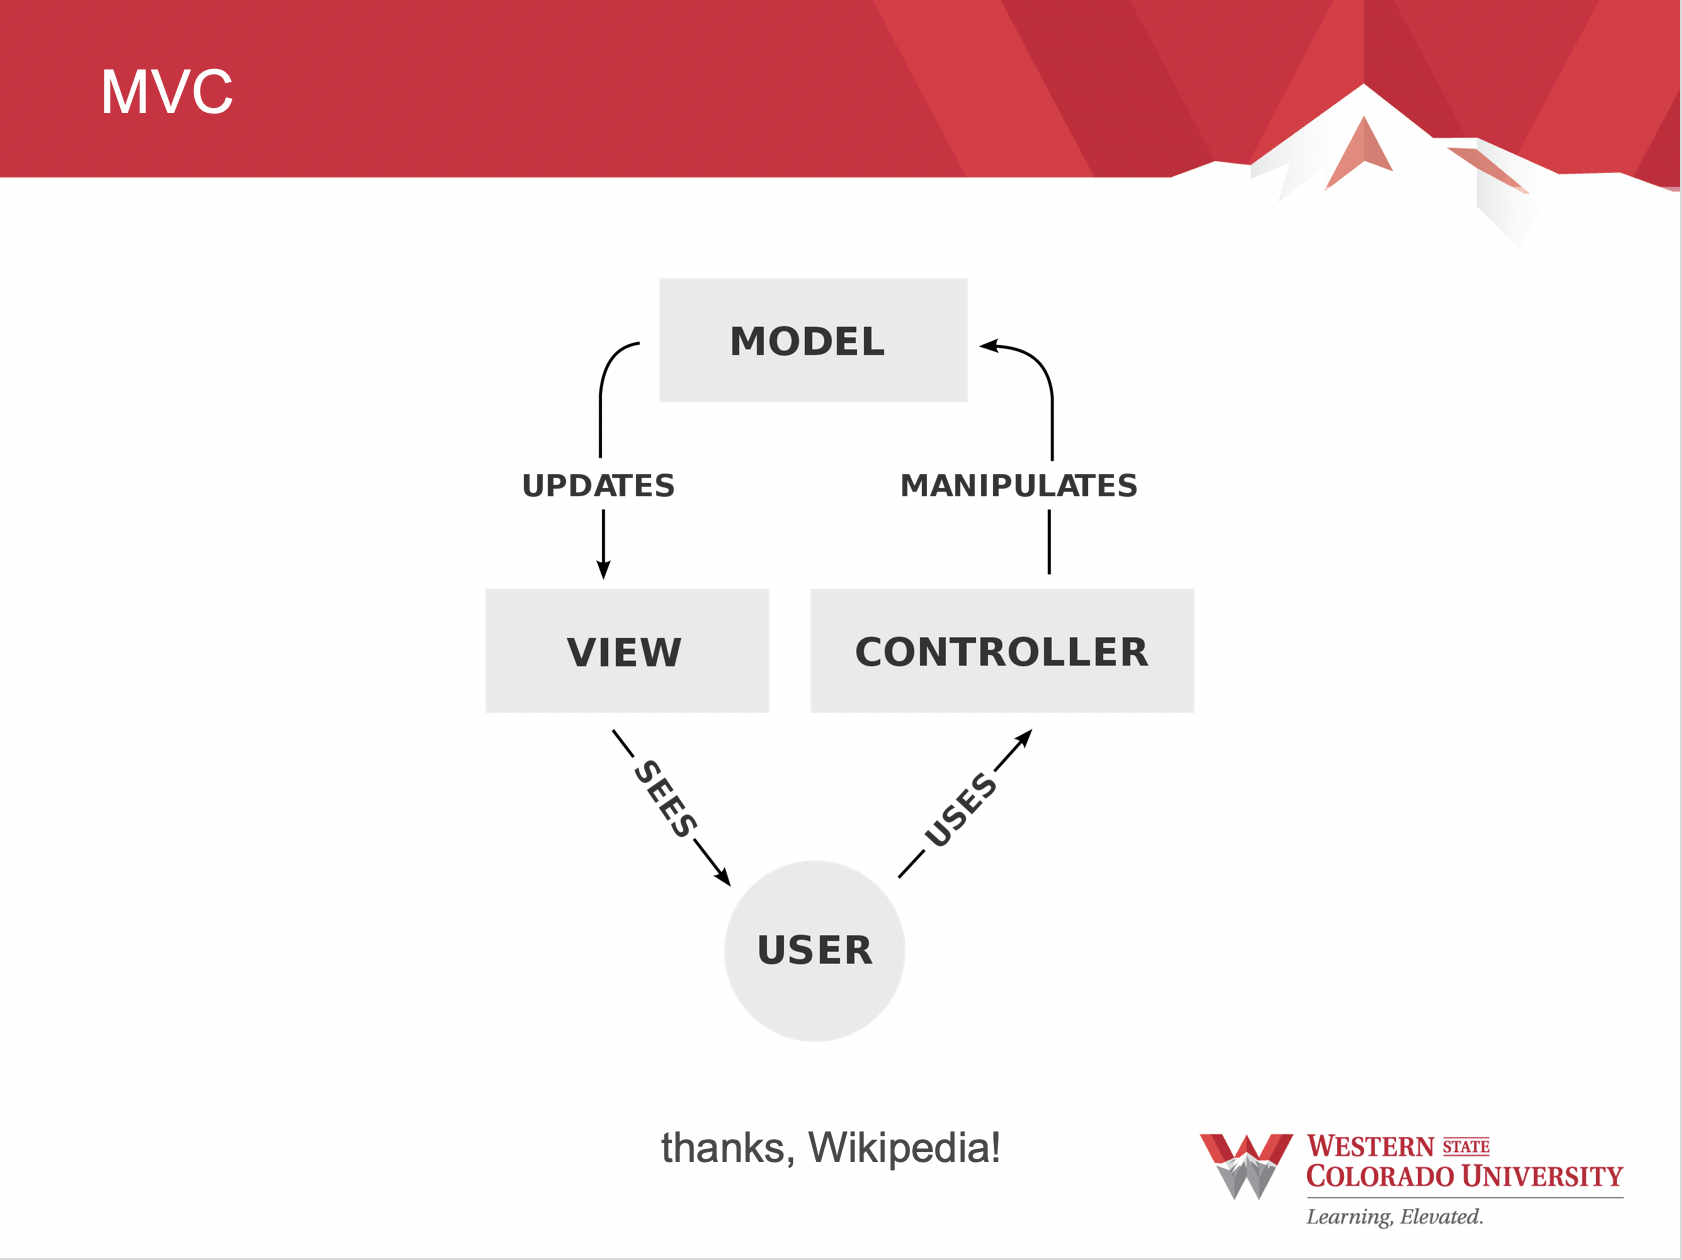 MVC
MODEL
UPDATES
MANIPULATES
VIEW
CONTROLLER
SEES
USES
USER
thanks, Wikipedia!
WESTERN STATE
COLORADO UNIVERSITY
Learning, Elevated.